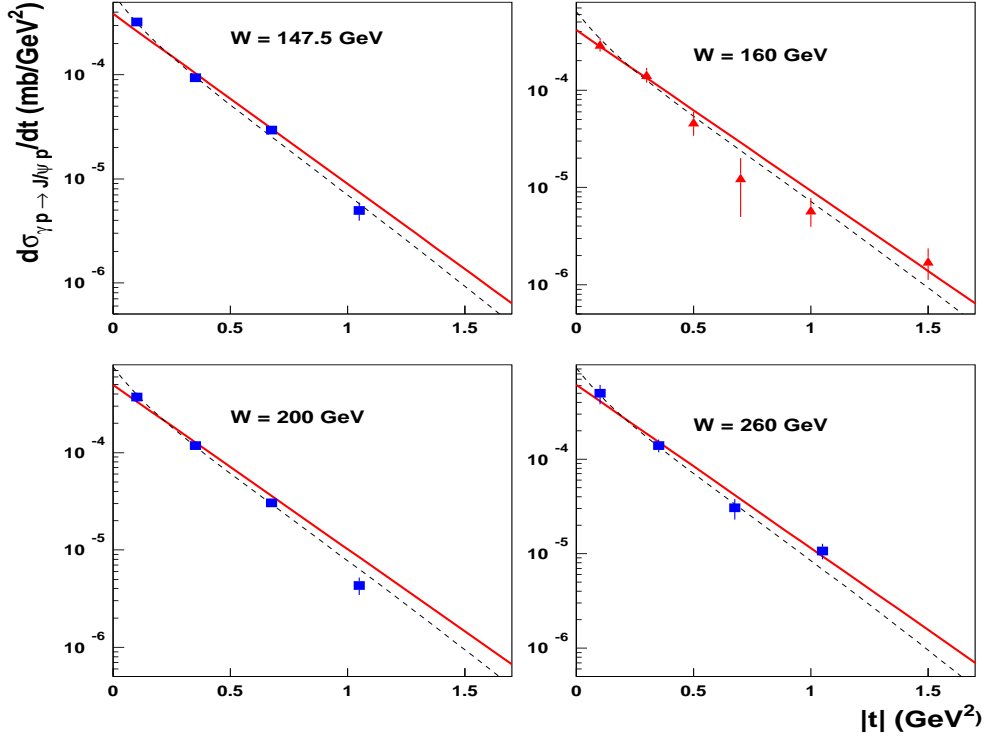 dσ_{γ p → J/ψ p}/dt (mb/GeV²)
W = 147.5 GeV
10⁻⁴
10⁻⁵
10⁻⁶
0 0.5 1 1.5
W = 160 GeV
10⁻⁴
10⁻⁵
10⁻⁶
0 0.5 1 1.5
W = 200 GeV
10⁻⁴
10⁻⁵
10⁻⁶
0 0.5 1 1.5
W = 260 GeV
10⁻⁴
10⁻⁵
10⁻⁶
0 0.5 1 1.5
|t| (GeV²)